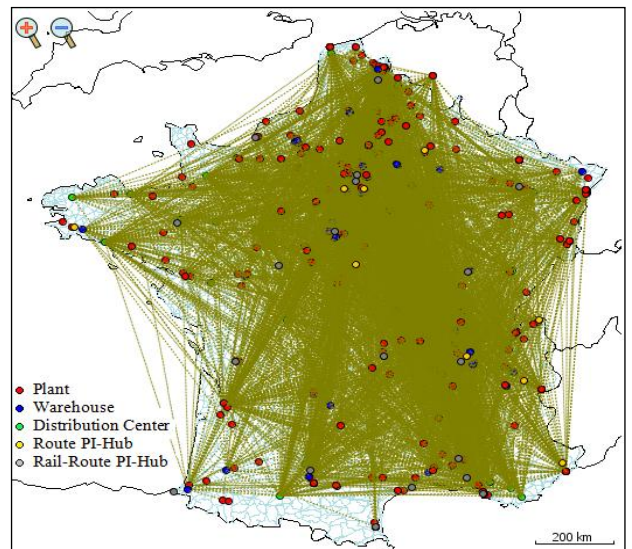 Plant
Warehouse
Distribution Center
Route PI-Hub
Rail-Route PI-Hub
200 km